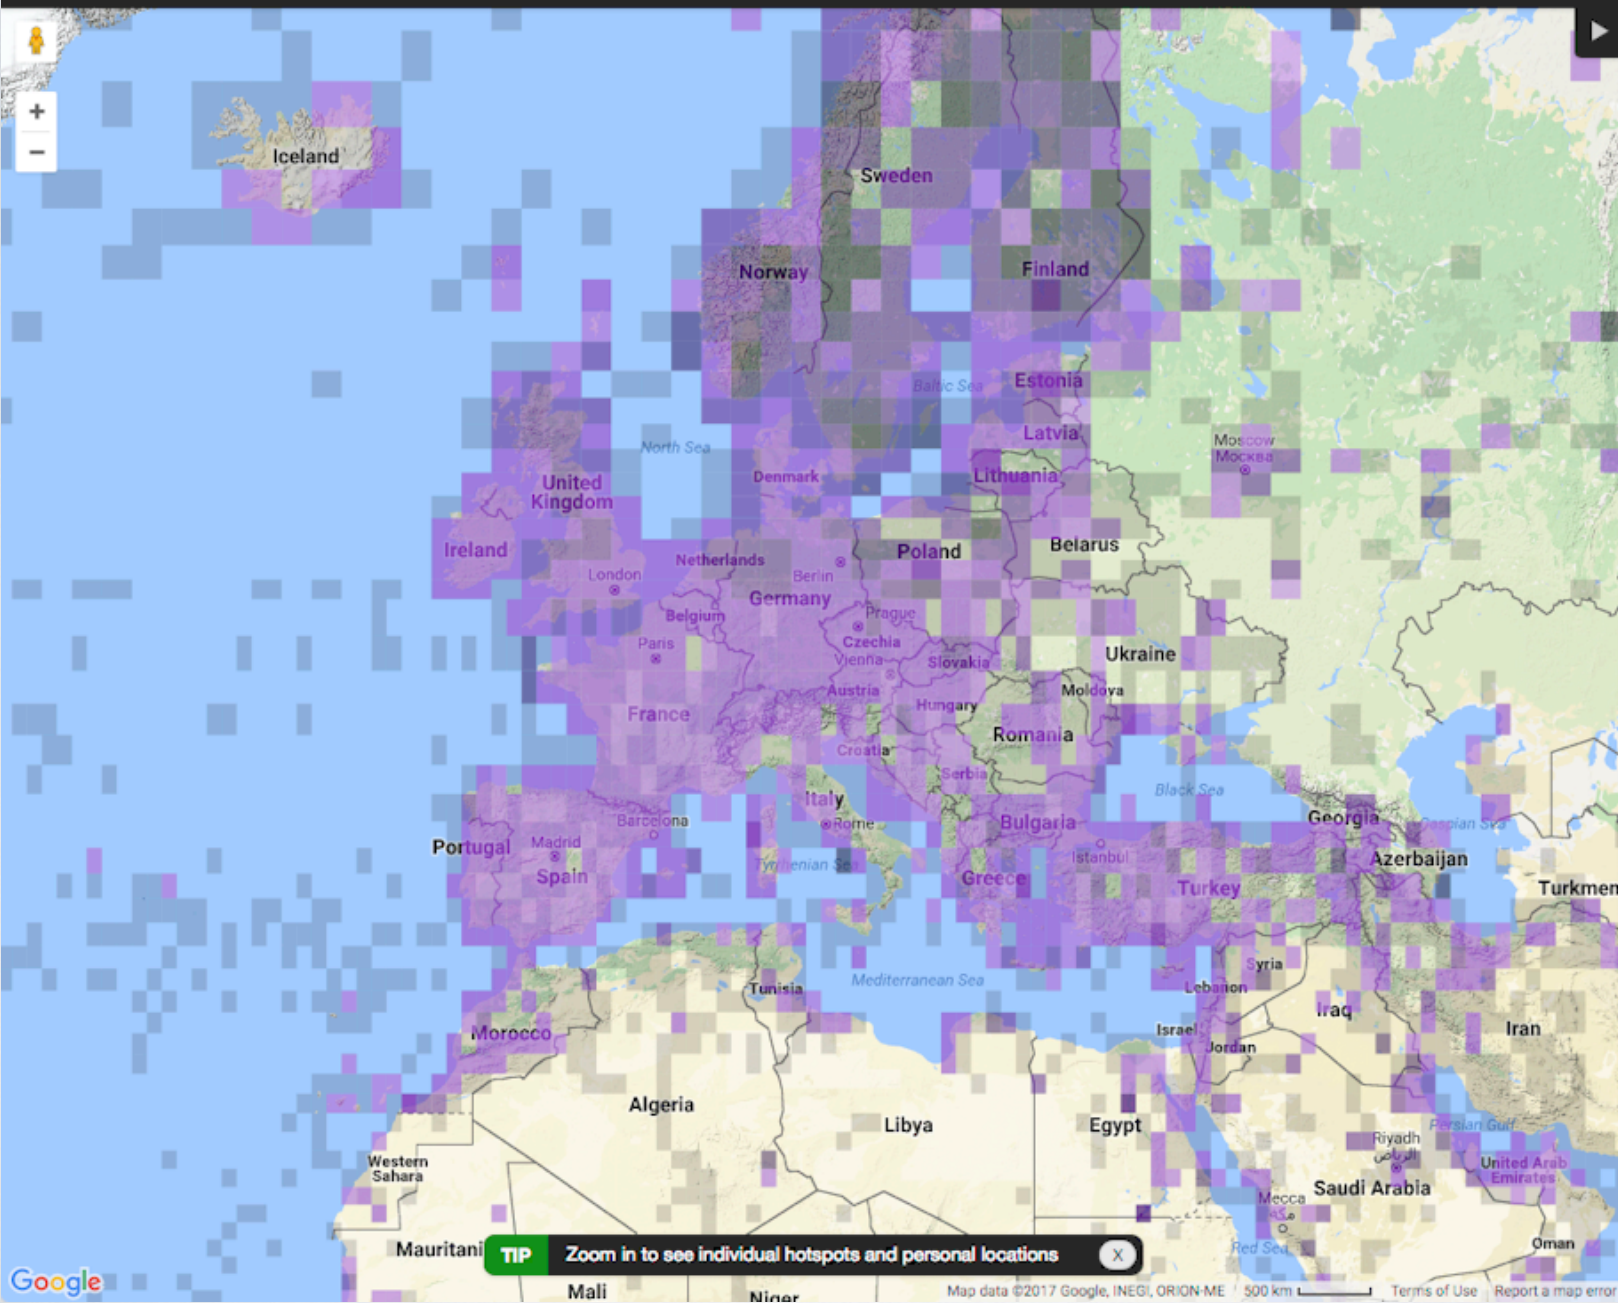 +
−
Iceland
Sweden
Norway
Finland
Baltic Sea
Estonia
North Sea
Latvia
Moscow
Москва
Denmark
Lithuania
United
Kingdom
Ireland
Netherlands
Poland
Belarus
London
Berlin
Germany
Belgium
Prague
Paris
Czechia
Vienna
Slovakia
Ukraine
Austria
Moldova
Hungary
France
Romania
Croatia
Serbia
Black Sea
Italy
Barcelona
Rome
Bulgaria
Georgia
Caspian Sea
Portugal
Madrid
Istanbul
Azerbaijan
Tyrrhenian Sea
Spain
Greece
Turkey
Turkmen
Syria
Mediterranean Sea
Tunisia
Lebanon
Iraq
Morocco
Israel
Iran
Jordan
Algeria
Libya
Egypt
Persian Gulf
Riyadh
الرياض
Western
Sahara
United Arab
Emirates
Saudi Arabia
Mecca
مكة
Mauritani
Red Sea
Oman
TIP Zoom in to see individual hotspots and personal locations X
Google
Mali
Niger
Map data ©2017 Google, INEGI, ORION-ME
500 km
Terms of Use
Report a map error